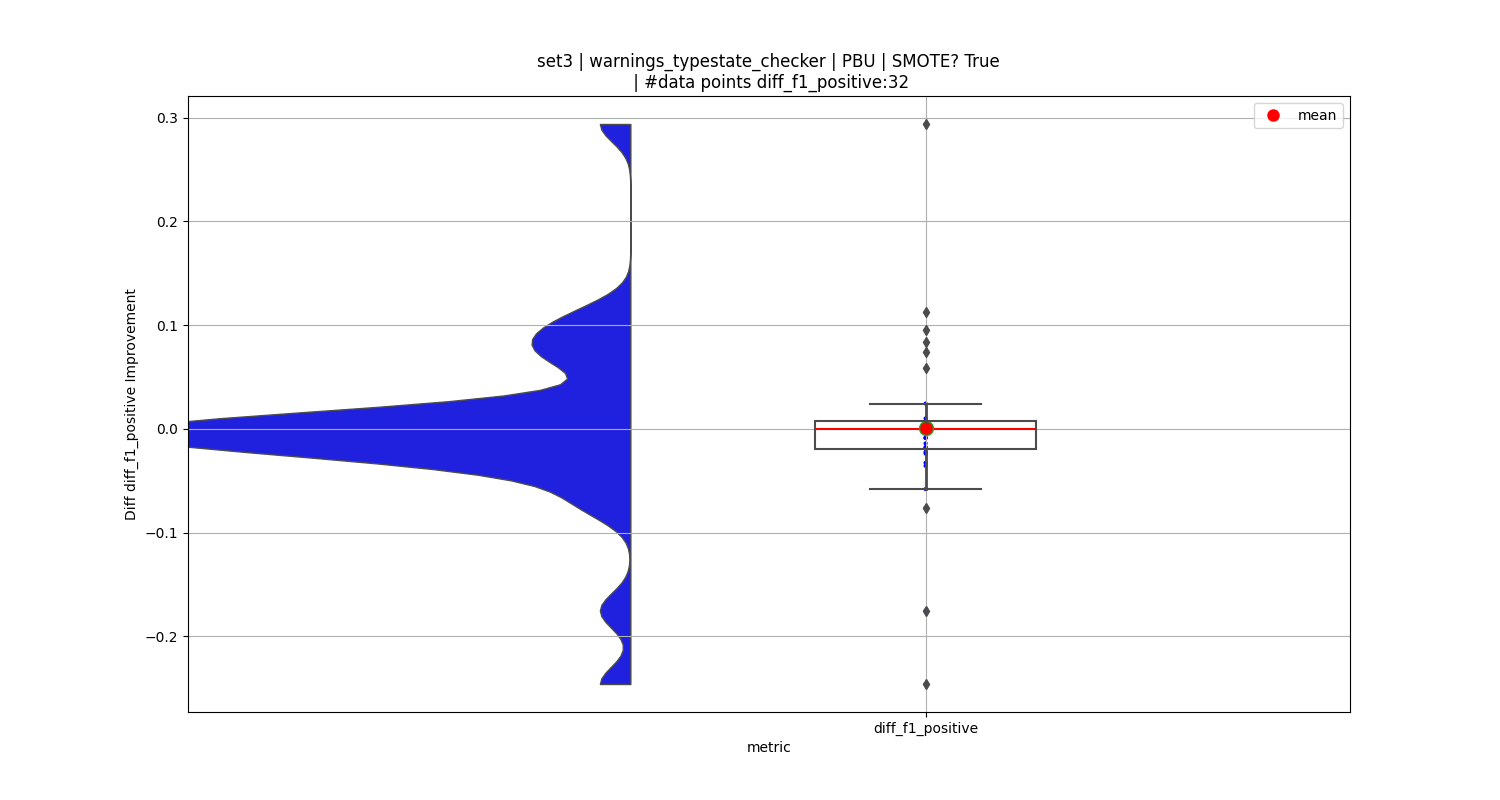 set3 | warnings_typestate_checker | PBU | SMOTE? True
| #data points diff_f1_positive:32
mean
0.3
0.2
0.1
0.0
−0.1
−0.2
Diff diff_f1_positive Improvement
diff_f1_positive
metric